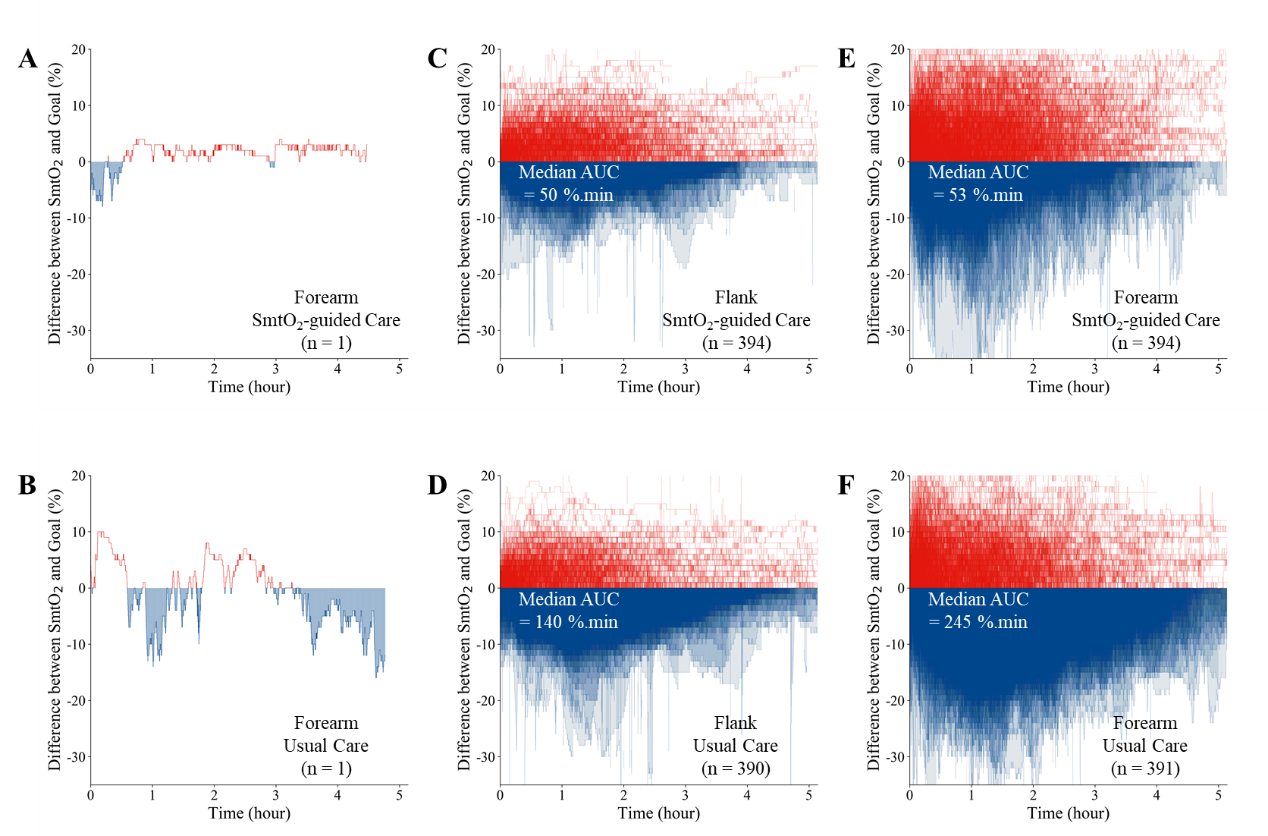 A
Difference between SmtO₂ and Goal (%)
20
10
0
-10
-20
-30
Forearm
SmtO₂-guided Care
(n = 1)
0 1 2 3 4 5
Time (hour)
C
Difference between SmtO₂ and Goal (%)
20
10
0
-10
-20
-30
Median AUC
= 50 %.min
Flank
SmtO₂-guided Care
(n = 394)
0 1 2 3 4 5
Time (hour)
E
Difference between SmtO₂ and Goal (%)
20
10
0
-10
-20
-30
Median AUC
= 53 %.min
Forearm
SmtO₂-guided Care
(n = 394)
0 1 2 3 4 5
Time (hour)
B
Difference between SmtO₂ and Goal (%)
20
10
0
-10
-20
-30
Forearm
Usual Care
(n = 1)
0 1 2 3 4 5
Time (hour)
D
Difference between SmtO₂ and Goal (%)
20
10
0
-10
-20
-30
Median AUC
= 140 %.min
Flank
Usual Care
(n = 390)
0 1 2 3 4 5
Time (hour)
F
Difference between SmtO₂ and Goal (%)
20
10
0
-10
-20
-30
Median AUC
= 245 %.min
Forearm
Usual Care
(n = 391)
0 1 2 3 4 5
Time (hour)